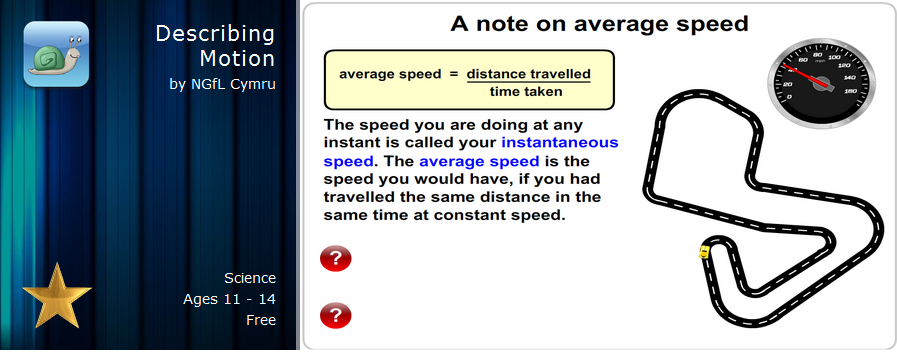 Describing
Motion
by NGfL Cymru
Science
Ages 11 - 14
Free
A note on average speed
average speed = distance travelled
time taken
The speed you are doing at any
instant is called your instantaneous
speed. The average speed is the
speed you would have, if you had
travelled the same distance in the
same time at constant speed.
?
?
0
20
40
60
80
100
120
140
160
mph